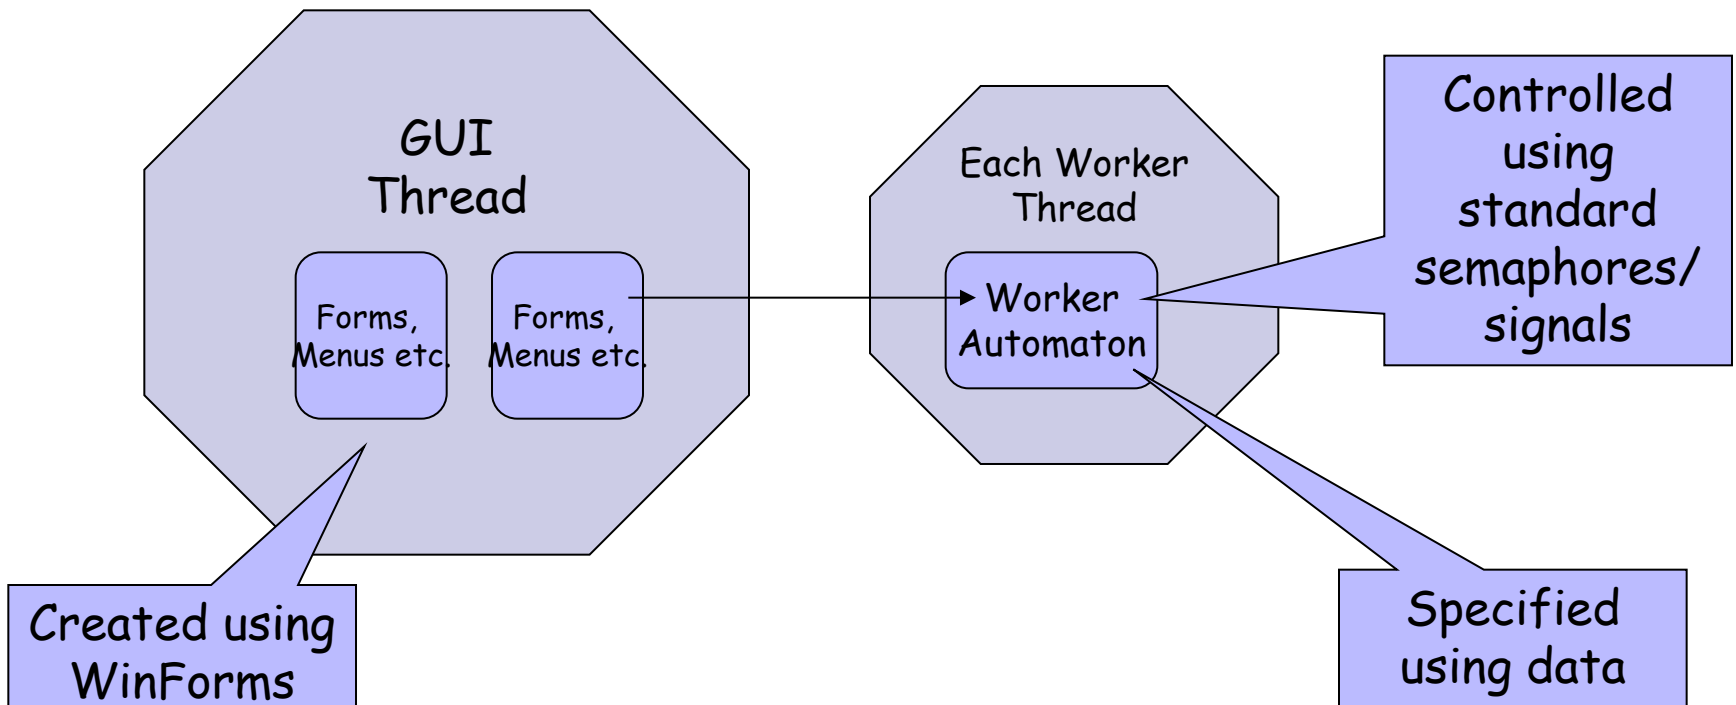 GUI
Thread
Forms,
Menus etc.
Forms,
Menus etc.
Each Worker
Thread
Worker
Automaton
Controlled
using
standard
semaphores/
signals
Created using
WinForms
Specified
using data